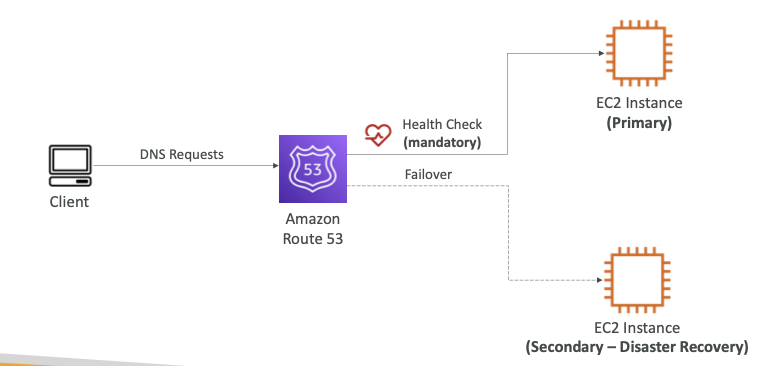 EC2 Instance
(Primary)
Health Check
(mandatory)
DNS Requests
53
Failover
Client
Amazon
Route 53
EC2 Instance
(Secondary – Disaster Recovery)